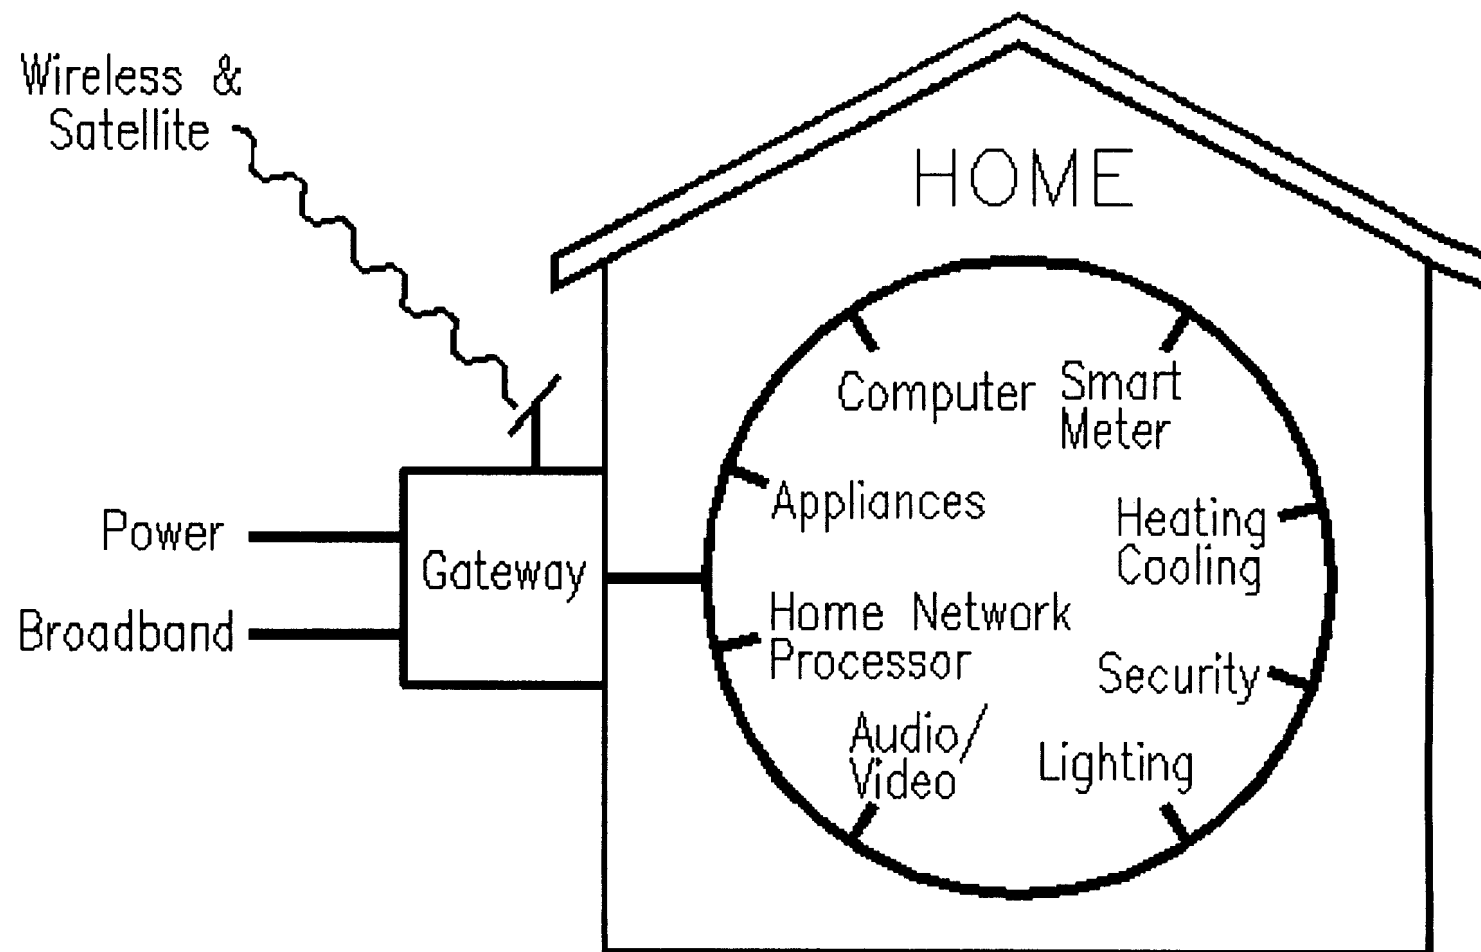 Wireless &
Satellite
HOME
Computer
Smart
Meter
Appliances
Heating
Cooling
Power
Gateway
Broadband
Home Network
Processor
Security
Audio/
Video
Lighting